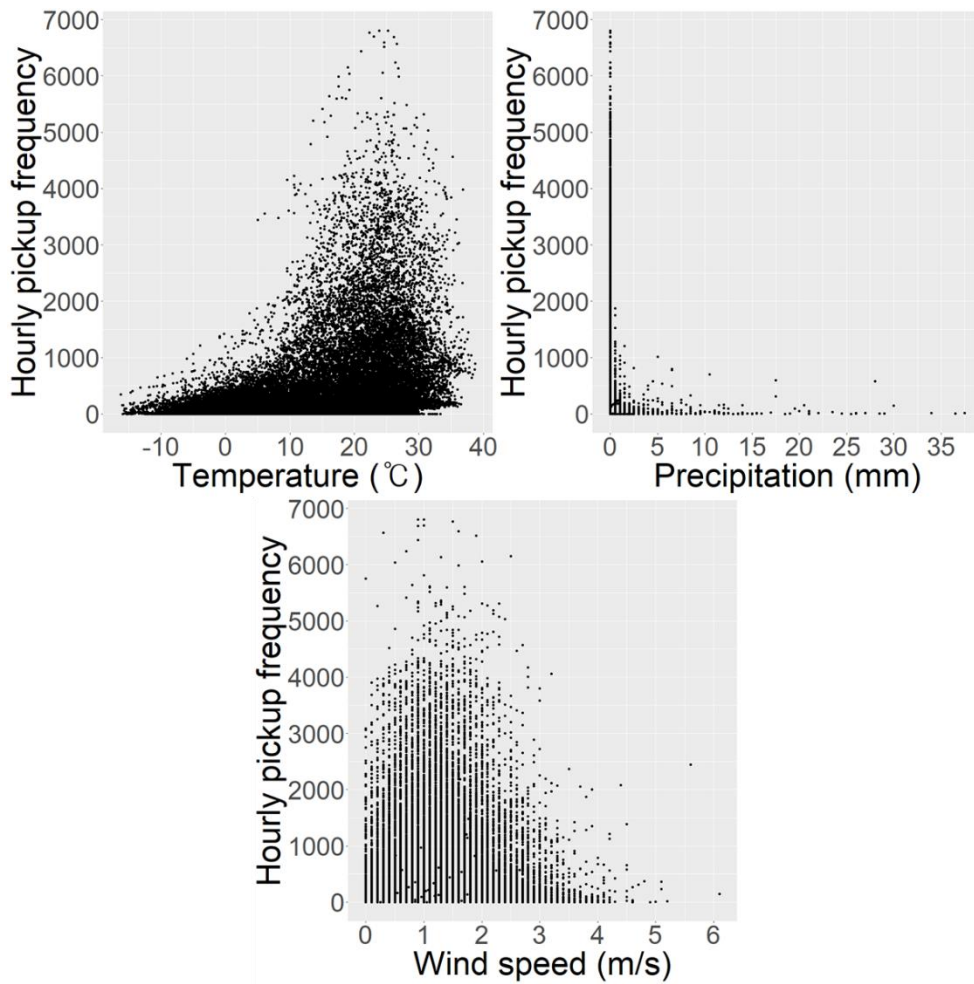 Hourly pickup frequency
7000
6000
5000
4000
3000
2000
1000
0
-10 0 10 20 30 40
Temperature (℃)
Hourly pickup frequency
7000
6000
5000
4000
3000
2000
1000
0
0 5 10 15 20 25 30 35
Precipitation (mm)
Hourly pickup frequency
7000
6000
5000
4000
3000
2000
1000
0
0 1 2 3 4 5 6
Wind speed (m/s)